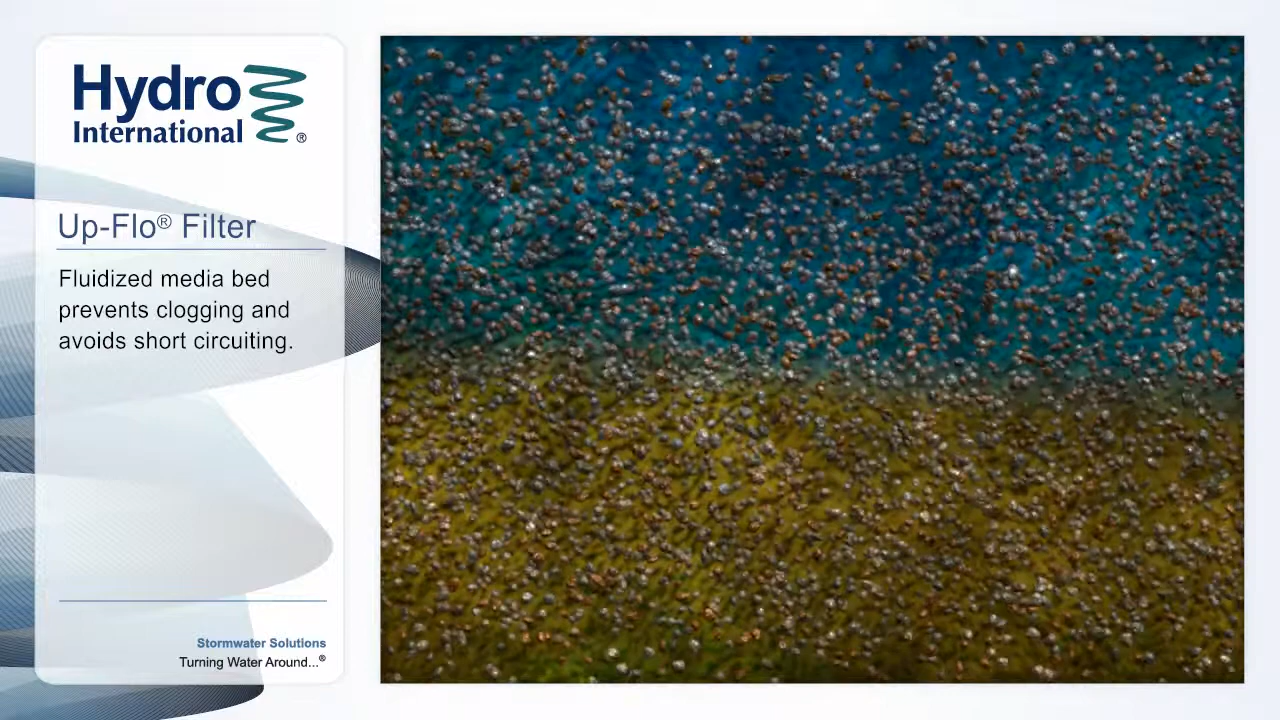 Hydro
International®
Up-Flo® Filter
Fluidized media bed
prevents clogging and
avoids short circuiting.
Stormwater Solutions
Turning Water Around...®